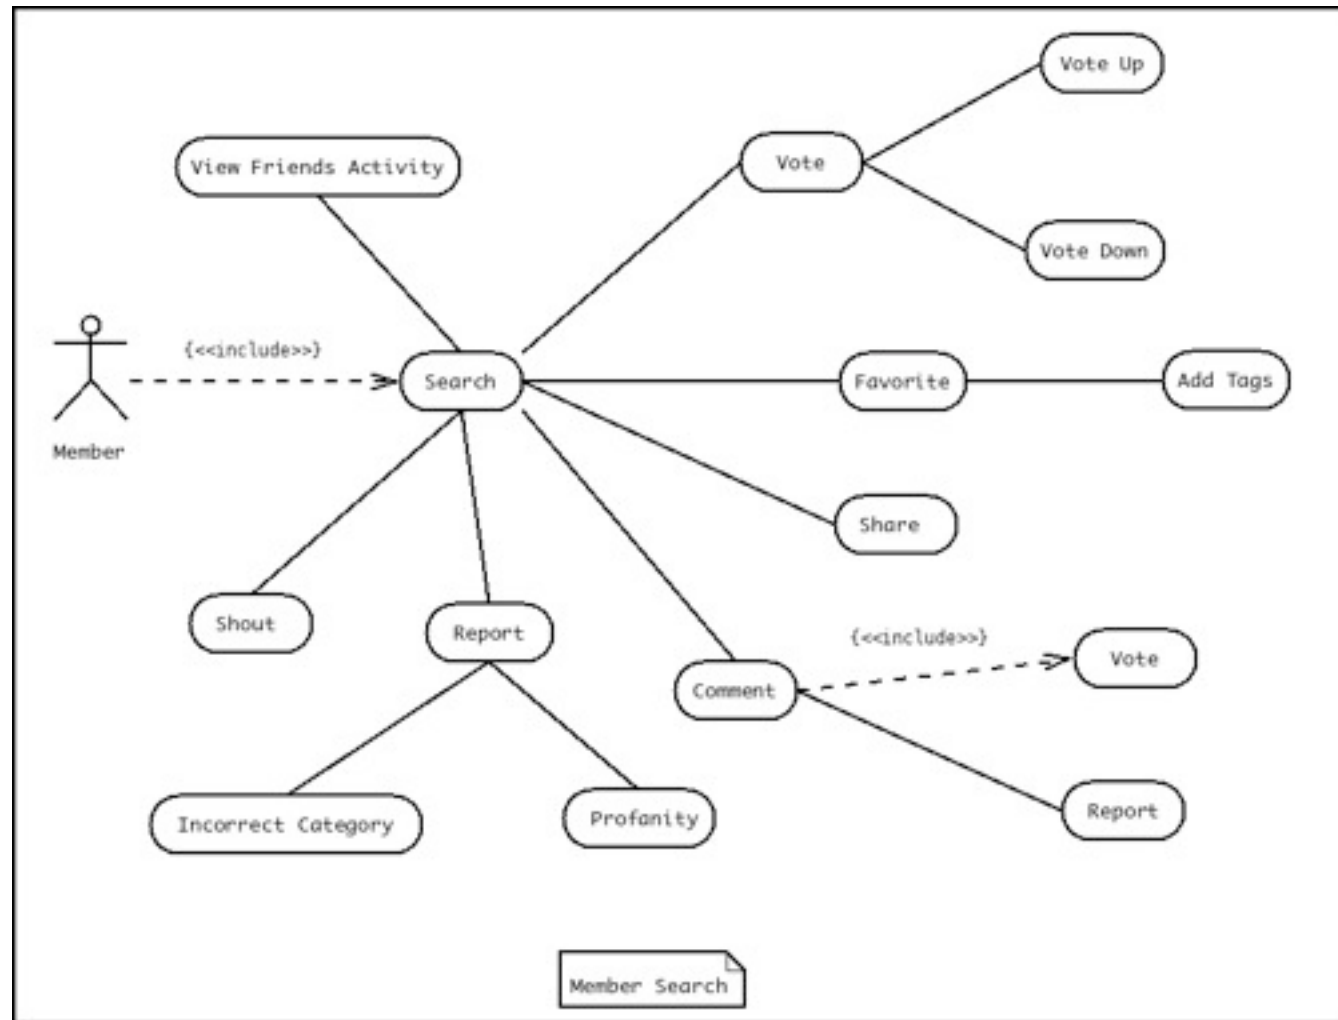 Vote Up
View Friends Activity
Vote
Vote Down
{<<include>>}
Search
Favorite
Add Tags
Member
Share
Shout
Report
{<<include>>}
Vote
Comment
Incorrect Category
Profanity
Report
Member Search